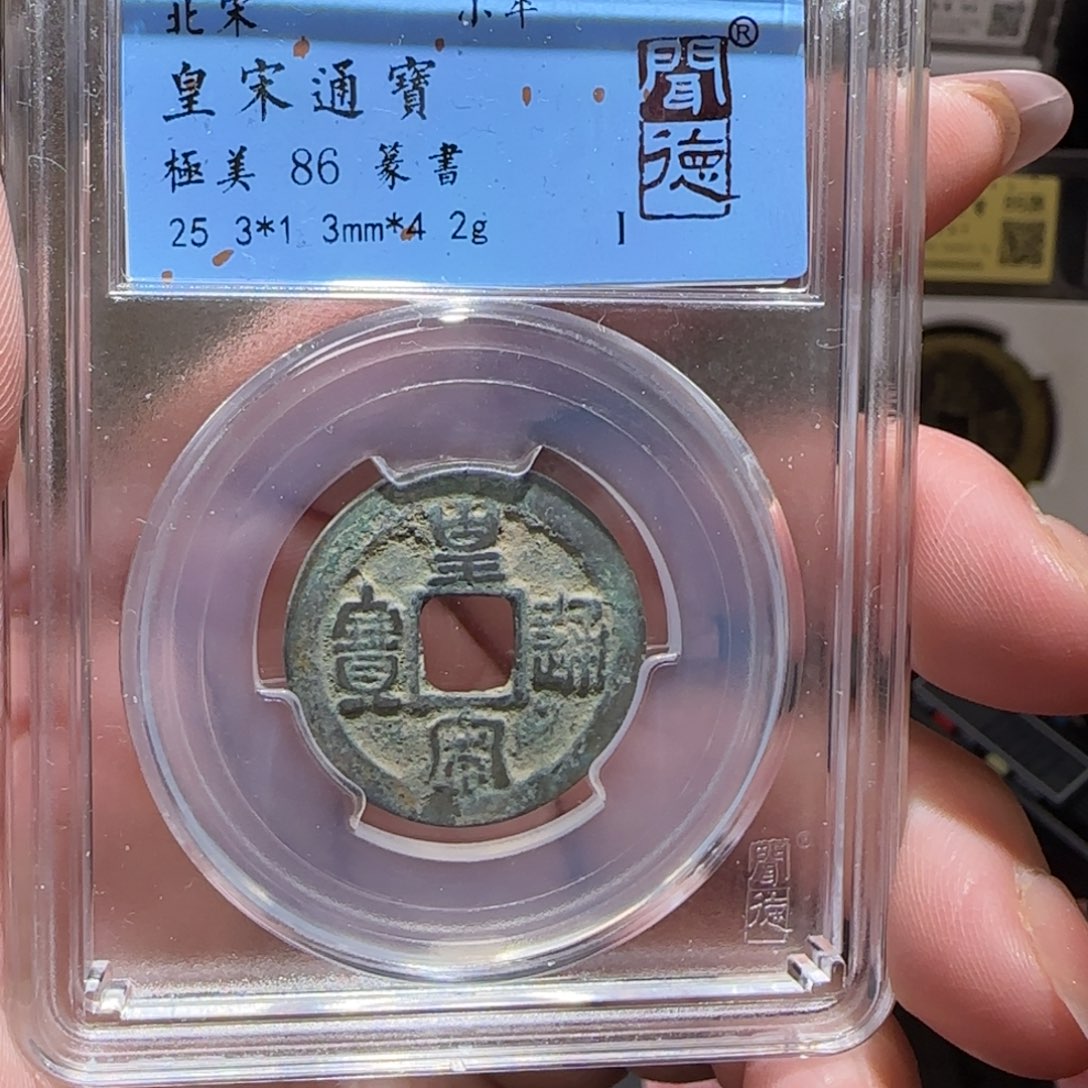 北宋 小平
皇宋通寶
極美 86 篆書
25 3*1 3mm*4 2g I
聞德
®
皇宋通寶
聞德